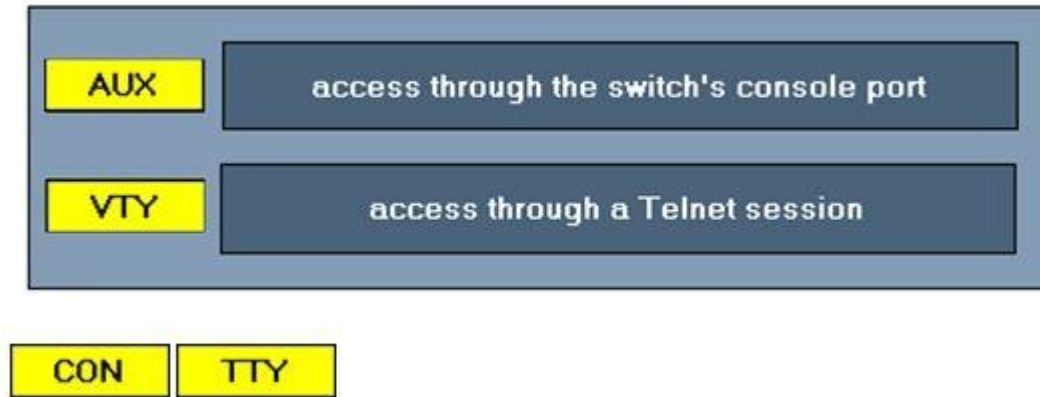 AUX access through the switch's console port
VTY access through a Telnet session
CON TTY